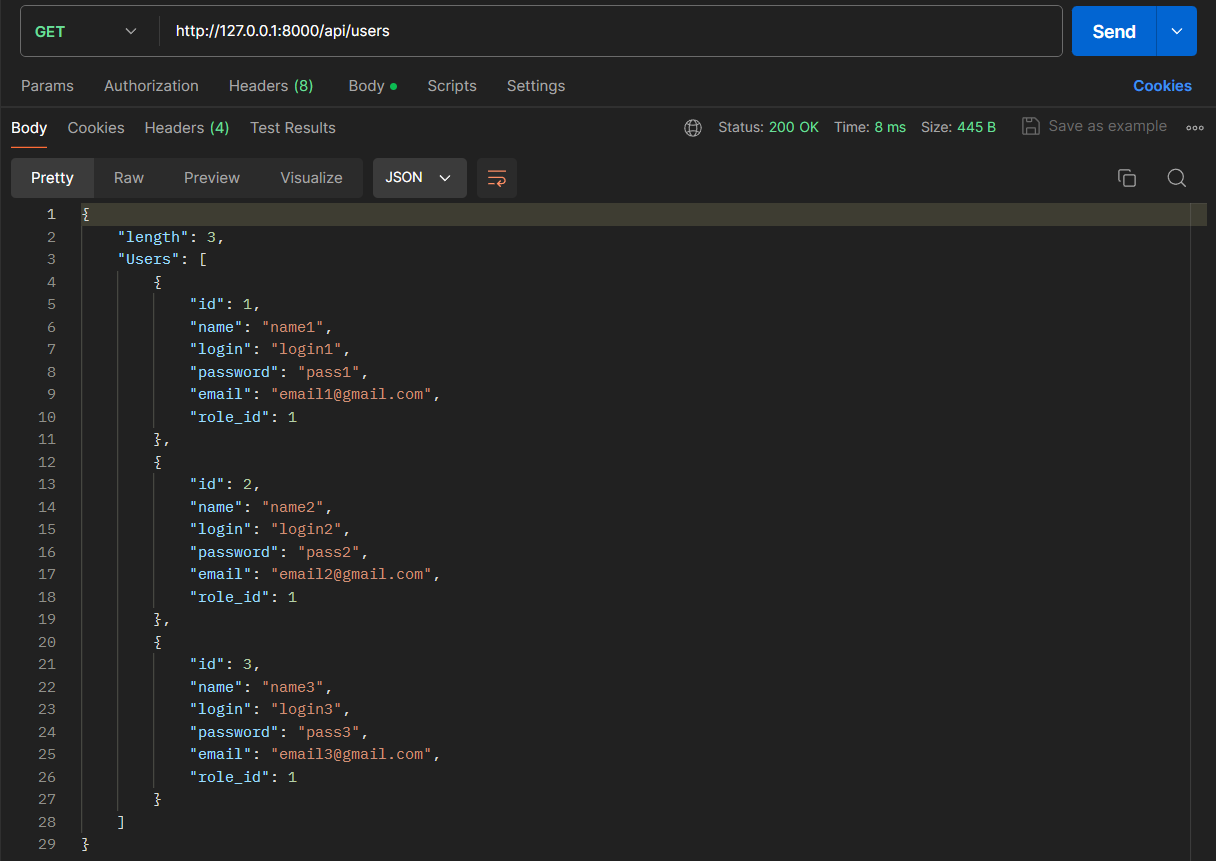 GET http://127.0.0.1:8000/api/users Send
Params Authorization Headers (8) Body Scripts Settings Cookies
Body Cookies Headers (4) Test Results Status: 200 OK Time: 8 ms Size: 445 B Save as example
Pretty Raw Preview Visualize JSON
1 {
2 "length": 3,
3 "Users": [
4 {
5 "id": 1,
6 "name": "name1",
7 "login": "login1",
8 "password": "pass1",
9 "email": "email1@gmail.com",
10 "role_id": 1
11 },
12 {
13 "id": 2,
14 "name": "name2",
15 "login": "login2",
16 "password": "pass2",
17 "email": "email2@gmail.com",
18 "role_id": 1
19 },
20 {
21 "id": 3,
22 "name": "name3",
23 "login": "login3",
24 "password": "pass3",
25 "email": "email3@gmail.com",
26 "role_id": 1
27 }
28 ]
29 }